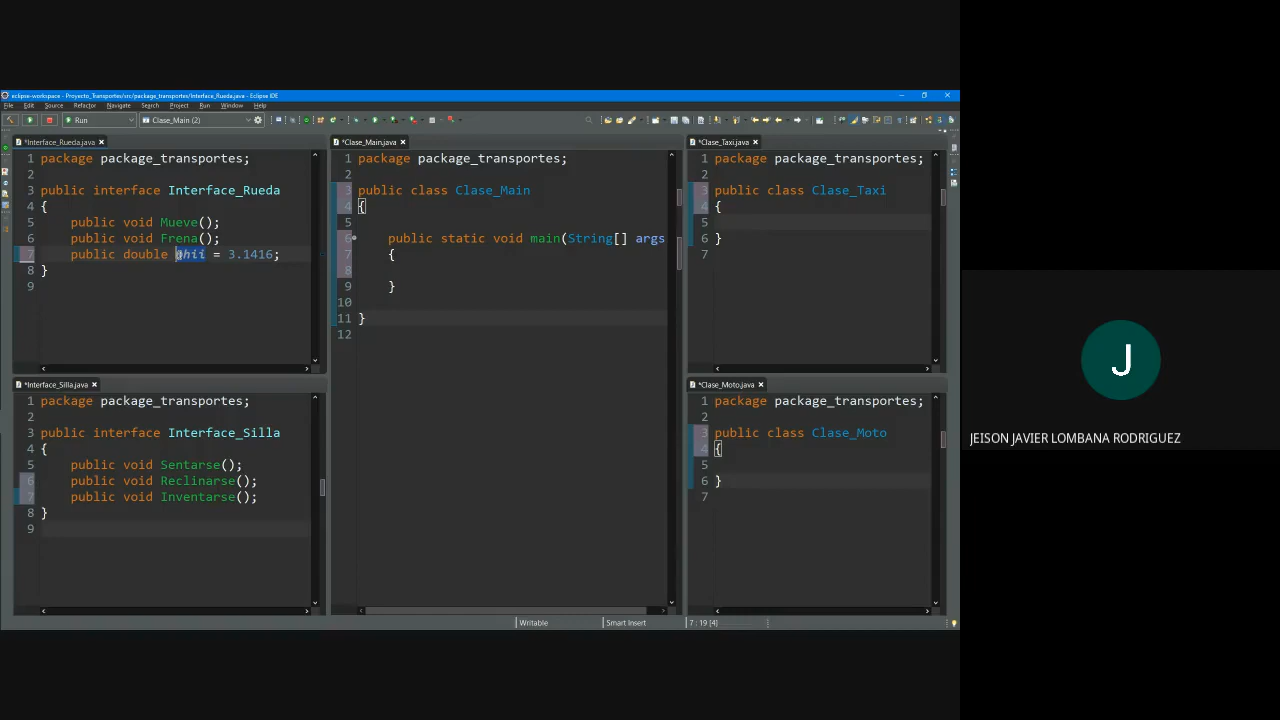 eclipse-workspace - Proyecto_Transportes/src/package_transportes/Interface_Rueda.java - Eclipse IDE
File Edit Source Refactor Navigate Search Project Run Window Help
Run
Clase_Main (2)
*Interface_Rueda.java
1 package package_transportes;
2
3 public interface Interface_Rueda
4 {
5 public void Mueve();
6 public void Frena();
7 public double phii = 3.1416;
8 }
9
*Interface_Silla.java
1 package package_transportes;
2
3 public interface Interface_Silla
4 {
5 public void Sentarse();
6 public void Reclinarse();
7 public void Inventarse();
8 }
9
*Clase_Main.java
1 package package_transportes;
2
3 public class Clase_Main
4 {
5
6 public static void main(String[] args
7 {
8
9 }
10
11 }
12
*Clase_Taxi.java
1 package package_transportes;
2
3 public class Clase_Taxi
4 {
5
6 }
7
*Clase_Moto.java
1 package package_transportes;
2
3 public class Clase_Moto
4 {
5
6 }
7
Writable
Smart Insert
7 : 19 [4]
J
JEISON JAVIER LOMBANA RODRIGUEZ